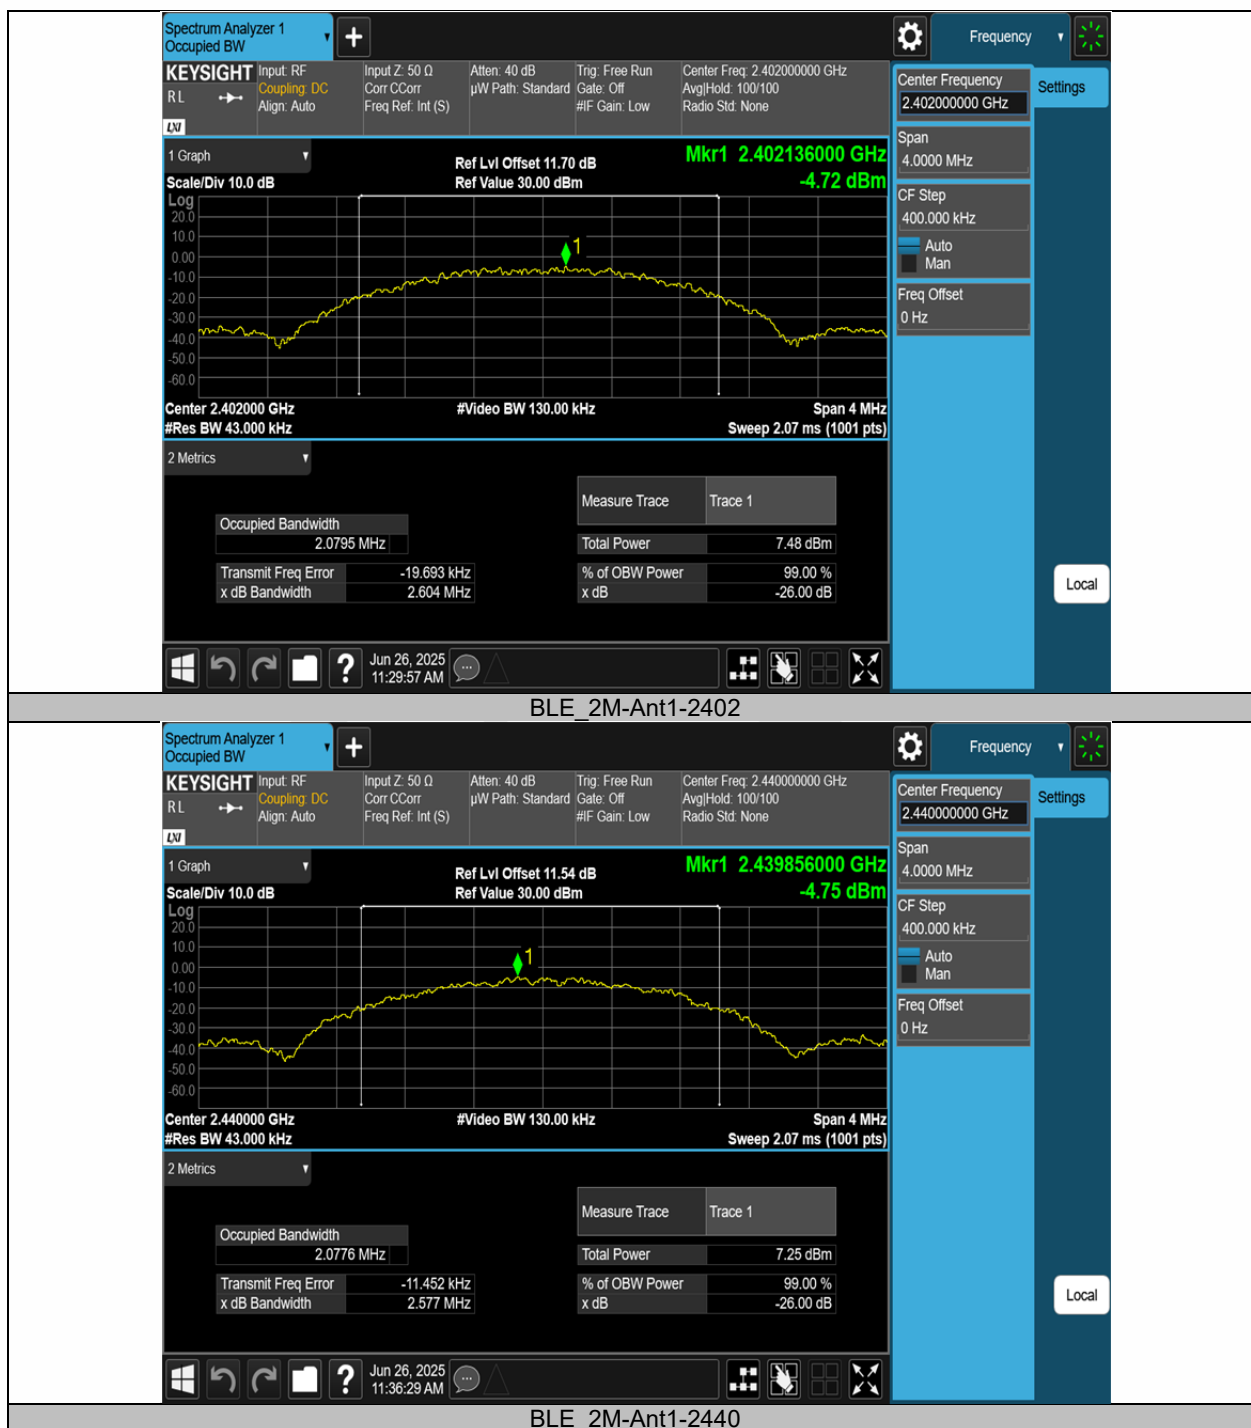 Spectrum Analyzer 1
Occupied BW
Frequency
KEYSIGHT
R L
LXI
Input: RF
Coupling: DC
Align: Auto
Input Z: 50 Ω
Corr CCorr
Freq Ref: Int (S)
Atten: 40 dB
µW Path: Standard
Trig: Free Run
Gate: Off
#IF Gain: Low
Center Freq: 2.402000000 GHz
Avg|Hold: 100/100
Radio Std: None
Center Frequency
2.402000000 GHz
Settings
Span
4.0000 MHz
CF Step
400.000 kHz
Auto
Man
Freq Offset
0 Hz
Local
1 Graph
Scale/Div 10.0 dB
Ref Lvl Offset 11.70 dB
Ref Value 30.00 dBm
Mkr1 2.402136000 GHz
-4.72 dBm
Log
20.0
10.0
0.00
-10.0
-20.0
-30.0
-40.0
-50.0
-60.0
1
Center 2.402000 GHz
#Video BW 130.00 kHz
Span 4 MHz
#Res BW 43.000 kHz
Sweep 2.07 ms (1001 pts)
2 Metrics
Measure Trace Trace 1
Occupied Bandwidth
2.0795 MHz
Total Power 7.48 dBm
Transmit Freq Error -19.693 kHz
% of OBW Power 99.00 %
x dB Bandwidth 2.604 MHz
x dB -26.00 dB
Jun 26, 2025
11:29:57 AM
BLE_2M-Ant1-2402
Spectrum Analyzer 1
Occupied BW
Frequency
KEYSIGHT
R L
LXI
Input: RF
Coupling: DC
Align: Auto
Input Z: 50 Ω
Corr CCorr
Freq Ref: Int (S)
Atten: 40 dB
µW Path: Standard
Trig: Free Run
Gate: Off
#IF Gain: Low
Center Freq: 2.440000000 GHz
Avg|Hold: 100/100
Radio Std: None
Center Frequency
2.440000000 GHz
Settings
Span
4.0000 MHz
CF Step
400.000 kHz
Auto
Man
Freq Offset
0 Hz
Local
1 Graph
Scale/Div 10.0 dB
Ref Lvl Offset 11.54 dB
Ref Value 30.00 dBm
Mkr1 2.439856000 GHz
-4.75 dBm
Log
20.0
10.0
0.00
-10.0
-20.0
-30.0
-40.0
-50.0
-60.0
1
Center 2.440000 GHz
#Video BW 130.00 kHz
Span 4 MHz
#Res BW 43.000 kHz
Sweep 2.07 ms (1001 pts)
2 Metrics
Measure Trace Trace 1
Occupied Bandwidth
2.0776 MHz
Total Power 7.25 dBm
Transmit Freq Error -11.452 kHz
% of OBW Power 99.00 %
x dB Bandwidth 2.577 MHz
x dB -26.00 dB
Jun 26, 2025
11:36:29 AM
BLE_2M-Ant1-2440